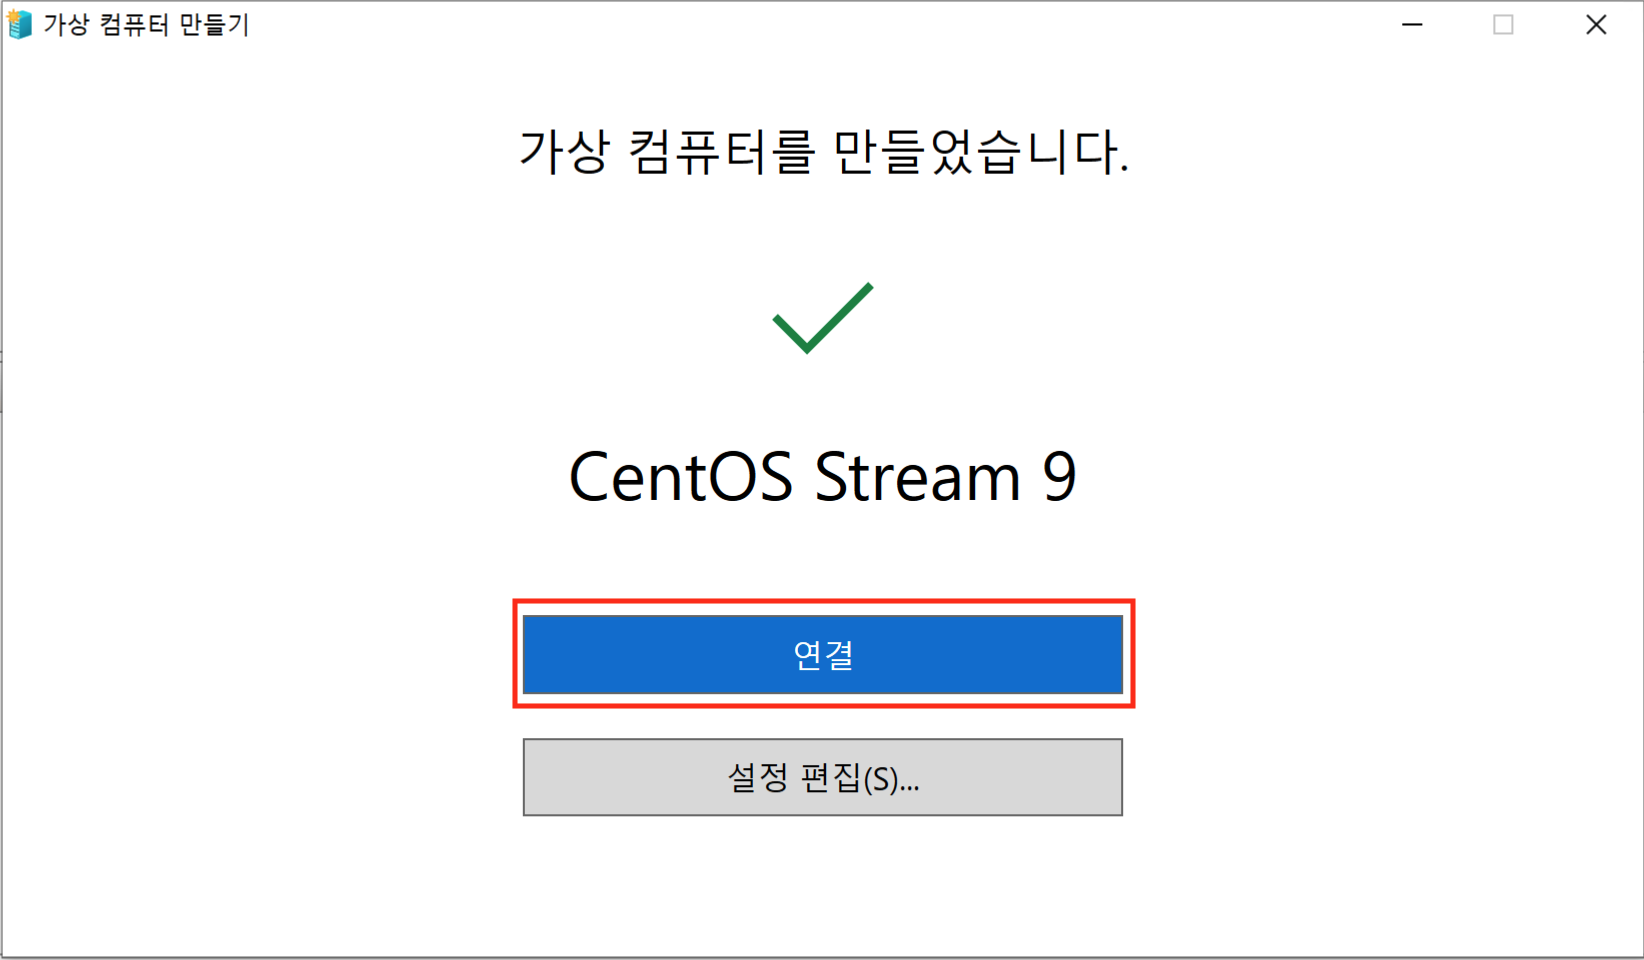 가상 컴퓨터 만들기
가상 컴퓨터를 만들었습니다.
CentOS Stream 9
연결
설정 편집(S)...